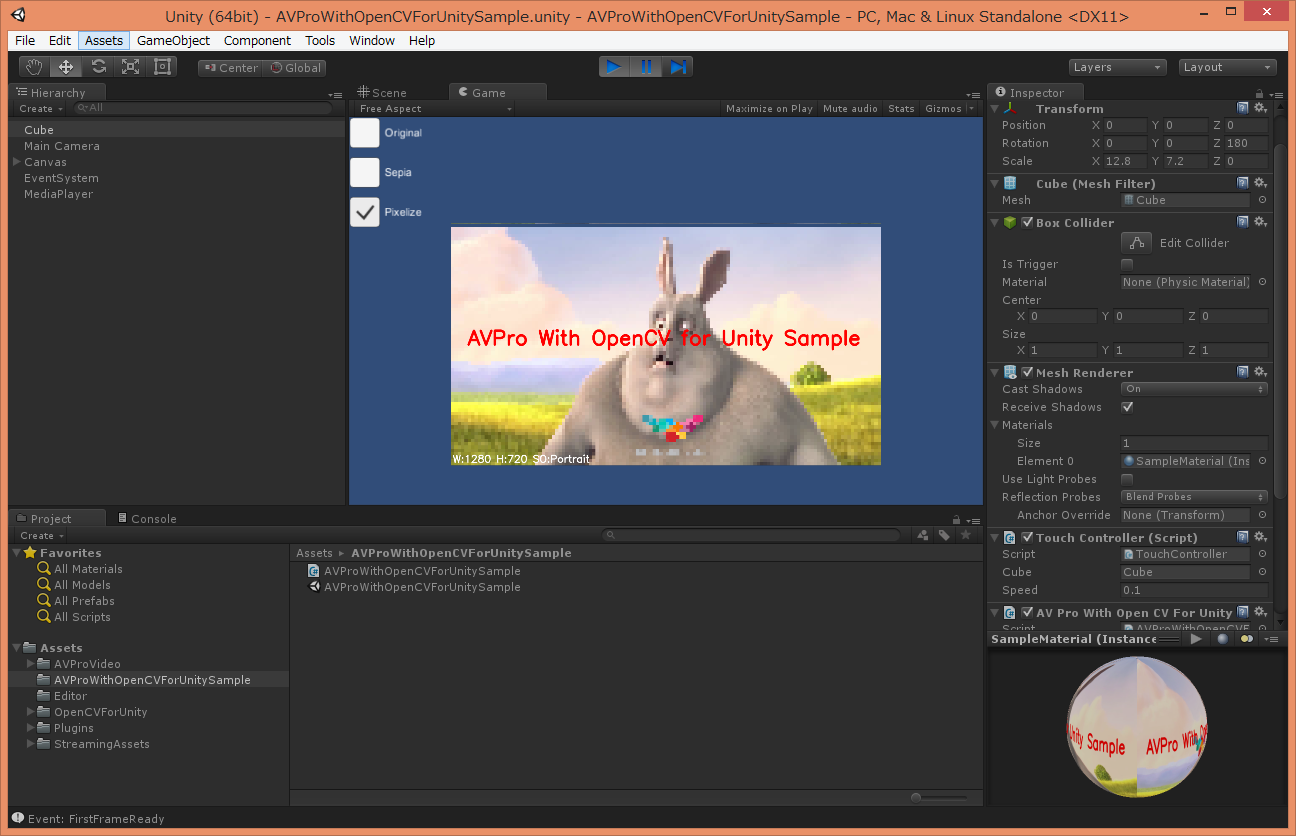 Unity (64bit) - AVProWithOpenCVForUnitySample.unity - AVProWithOpenCVForUnitySample - PC, Mac & Linux Standalone <DX11>
File Edit Assets GameObject Component Tools Window Help
Center Global Layers Layout
Hierarchy
Create All
Cube
Main Camera
Canvas
EventSystem
MediaPlayer
Scene Game
Free Aspect Maximize on Play Mute audio Stats Gizmos
Original
Sepia
Pixelize
AVPro With OpenCV for Unity Sample
W:1280 H:720 SO:Portrait
Inspector
Transform
Position X 0 Y 0 Z 0
Rotation X 0 Y 0 Z 180
Scale X 12.8 Y 7.2 Z 0
Cube (Mesh Filter)
Mesh Cube
Box Collider
Edit Collider
Is Trigger
Material None (Physic Material)
Center
X 0 Y 0 Z 0
Size
X 1 Y 1 Z 1
Mesh Renderer
Cast Shadows On
Receive Shadows
Materials
Size 1
Element 0 SampleMaterial (Ins
Use Light Probes
Reflection Probes Blend Probes
Anchor Override None (Transform)
Touch Controller (Script)
Script TouchController
Cube Cube
Speed 0.1
AV Pro With Open CV For Unity
Script AVProWithOpenCVF
SampleMaterial (Instance
Unity Sample AVPro With Op
Project Console
Create
Favorites
All Materials
All Models
All Prefabs
All Scripts
Assets
AVProVideo
AVProWithOpenCVForUnitySample
Editor
OpenCVForUnity
Plugins
StreamingAssets
Assets AVProWithOpenCVForUnitySample
AVProWithOpenCVForUnitySample
AVProWithOpenCVForUnitySample
Event: FirstFrameReady